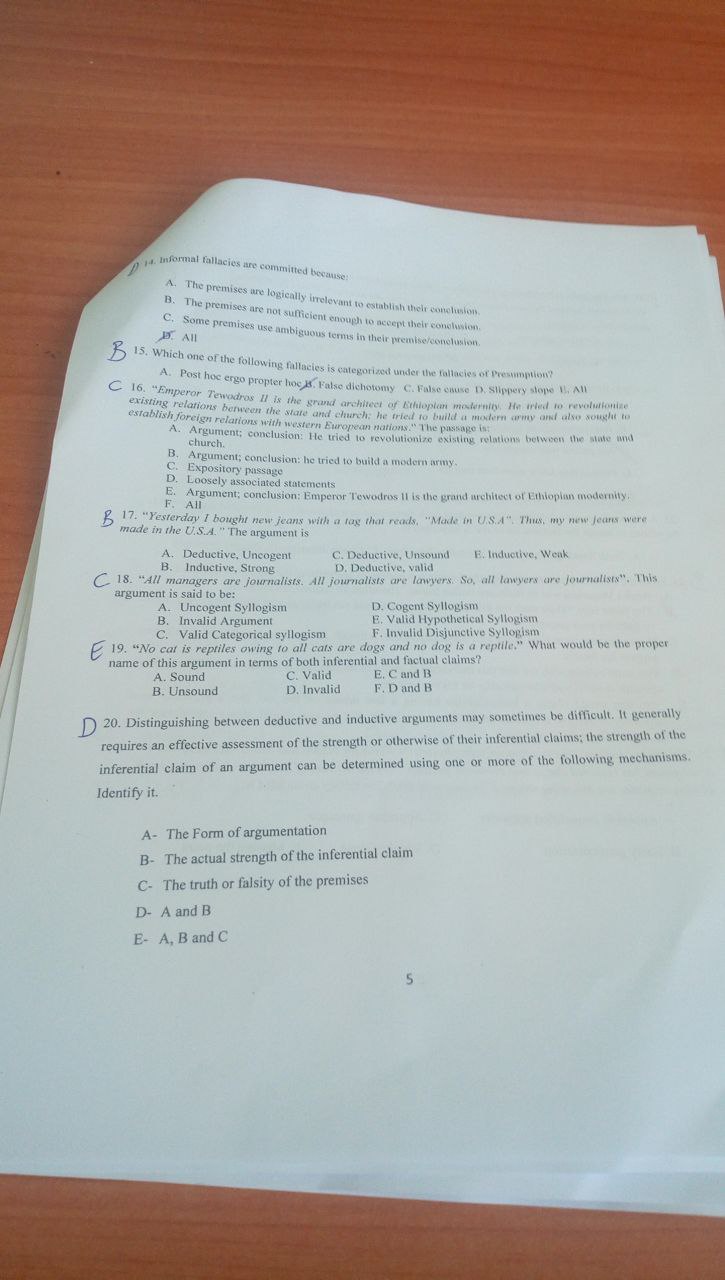 D 14. Informal fallacies are committed because:
A. The premises are logically irrelevant to establish their conclusion.
B. The premises are not sufficient enough to accept their conclusion.
C. Some premises use ambiguous terms in their premise/conclusion.
D. All
B 15. Which one of the following fallacies is categorized under the fallacies of Presumption?
A. Post hoc ergo propter hoc B. False dichotomy C. False cause D. Slippery slope E. All
C 16. "Emperor Tewodros II is the grand architect of Ethiopian modernity. He tried to revolutionize
existing relations between the state and church; he tried to build a modern army and also sought to
establish foreign relations with western European nations." The passage is:
A. Argument; conclusion: He tried to revolutionize existing relations between the state and
church.
B. Argument; conclusion: he tried to build a modern army.
C. Expository passage
D. Loosely associated statements
E. Argument; conclusion: Emperor Tewodros II is the grand architect of Ethiopian modernity.
F. All
B 17. "Yesterday I bought new jeans with a tag that reads, "Made in U.S.A". Thus, my new jeans were
made in the U.S.A." The argument is
A. Deductive, Uncogent C. Deductive, Unsound E. Inductive, Weak
B. Inductive, Strong D. Deductive, valid
C 18. "All managers are journalists. All journalists are lawyers. So, all lawyers are journalists". This
argument is said to be:
A. Uncogent Syllogism D. Cogent Syllogism
B. Invalid Argument E. Valid Hypothetical Syllogism
C. Valid Categorical syllogism F. Invalid Disjunctive Syllogism
E 19. "No cat is reptiles owing to all cats are dogs and no dog is a reptile." What would be the proper
name of this argument in terms of both inferential and factual claims?
A. Sound C. Valid E. C and B
B. Unsound D. Invalid F. D and B
D 20. Distinguishing between deductive and inductive arguments may sometimes be difficult. It generally
requires an effective assessment of the strength or otherwise of their inferential claims; the strength of the
inferential claim of an argument can be determined using one or more of the following mechanisms.
Identify it.
A- The Form of argumentation
B- The actual strength of the inferential claim
C- The truth or falsity of the premises
D- A and B
E- A, B and C
5